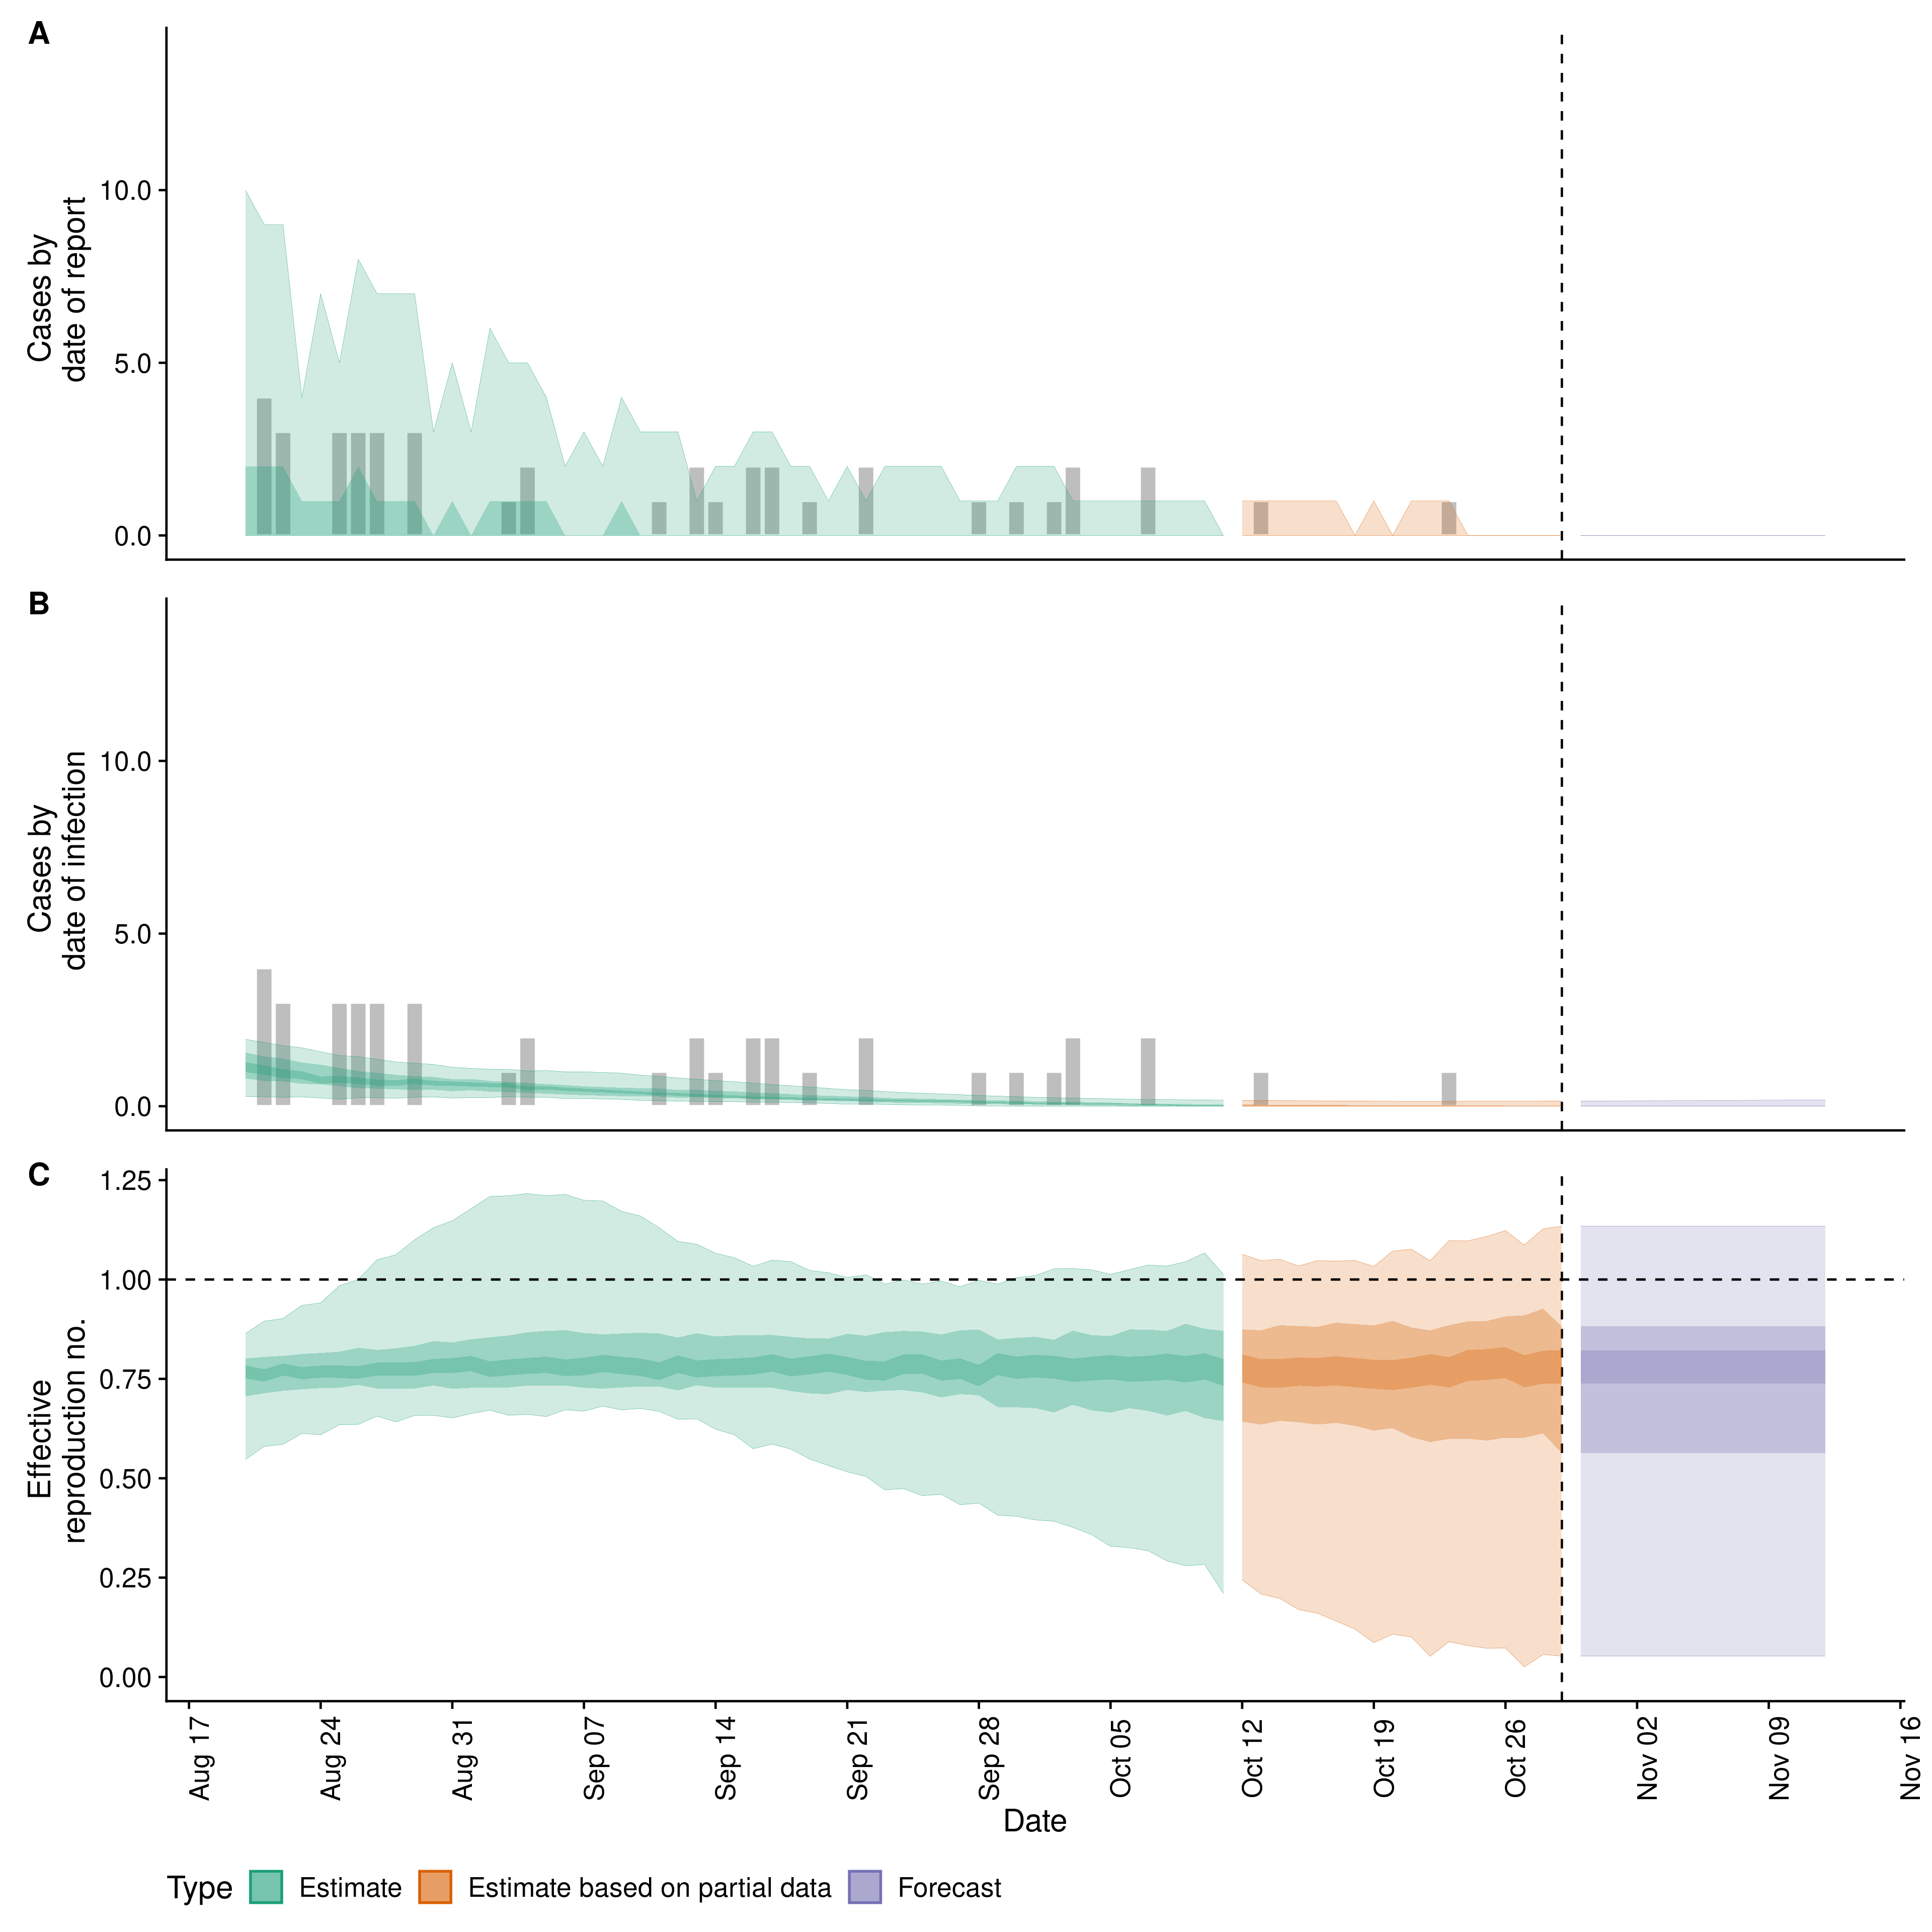 A
Cases by
date of report
10.0
5.0
0.0
B
Cases by
date of infection
10.0
5.0
0.0
C
Effective
reproduction no.
1.25
1.00
0.75
0.50
0.25
0.00
Aug 17
Aug 24
Aug 31
Sep 07
Sep 14
Sep 21
Sep 28
Oct 05
Oct 12
Oct 19
Oct 26
Nov 02
Nov 09
Nov 16
Date
Type
Estimate
Estimate based on partial data
Forecast